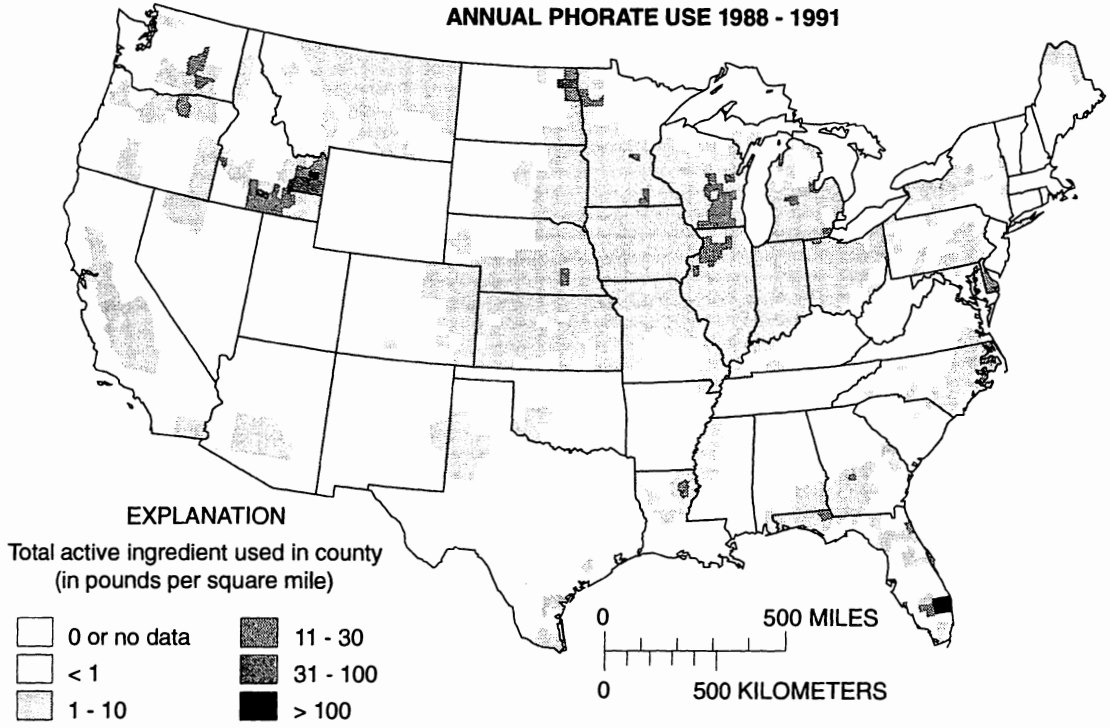 ANNUAL PHORATE USE 1988 - 1991
EXPLANATION
Total active ingredient used in county
(in pounds per square mile)
0 or no data
< 1
1 - 10
11 - 30
31 - 100
> 100
0 500 MILES
0 500 KILOMETERS